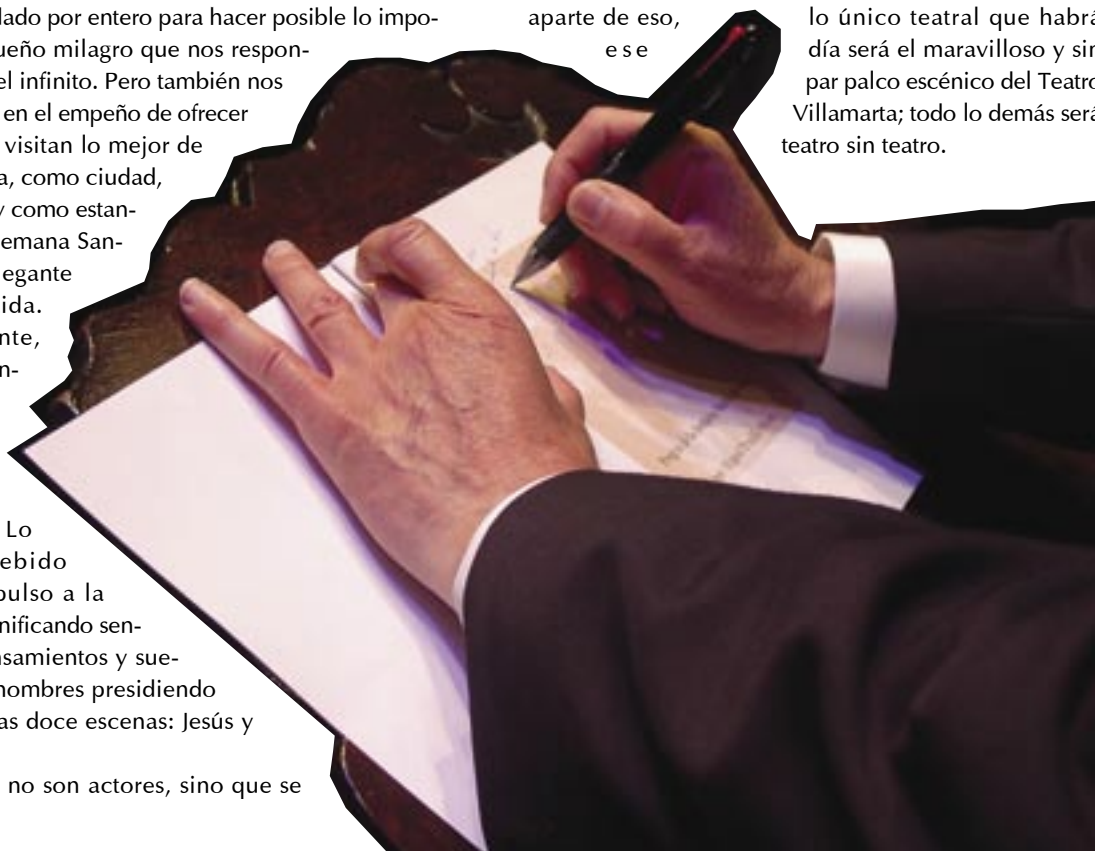 lado por entero para hacer posible lo impo-
ueño milagro que nos respon-
el infinito. Pero también nos
en el empeño de ofrecer
visitan lo mejor de
a, como ciudad,
y como estan-
emana San-
legante
ida.
nte,
n-
Lo
ebido
pulso a la
nificando sen-
nsamientos y sue-
nombres presidiendo
as doce escenas: Jesús y
no son actores, sino que se
aparte de eso,
ese
lo único teatral que habrá
día será el maravilloso y sin
par palco escénico del Teatro
Villamarta; todo lo demás será
teatro sin teatro.